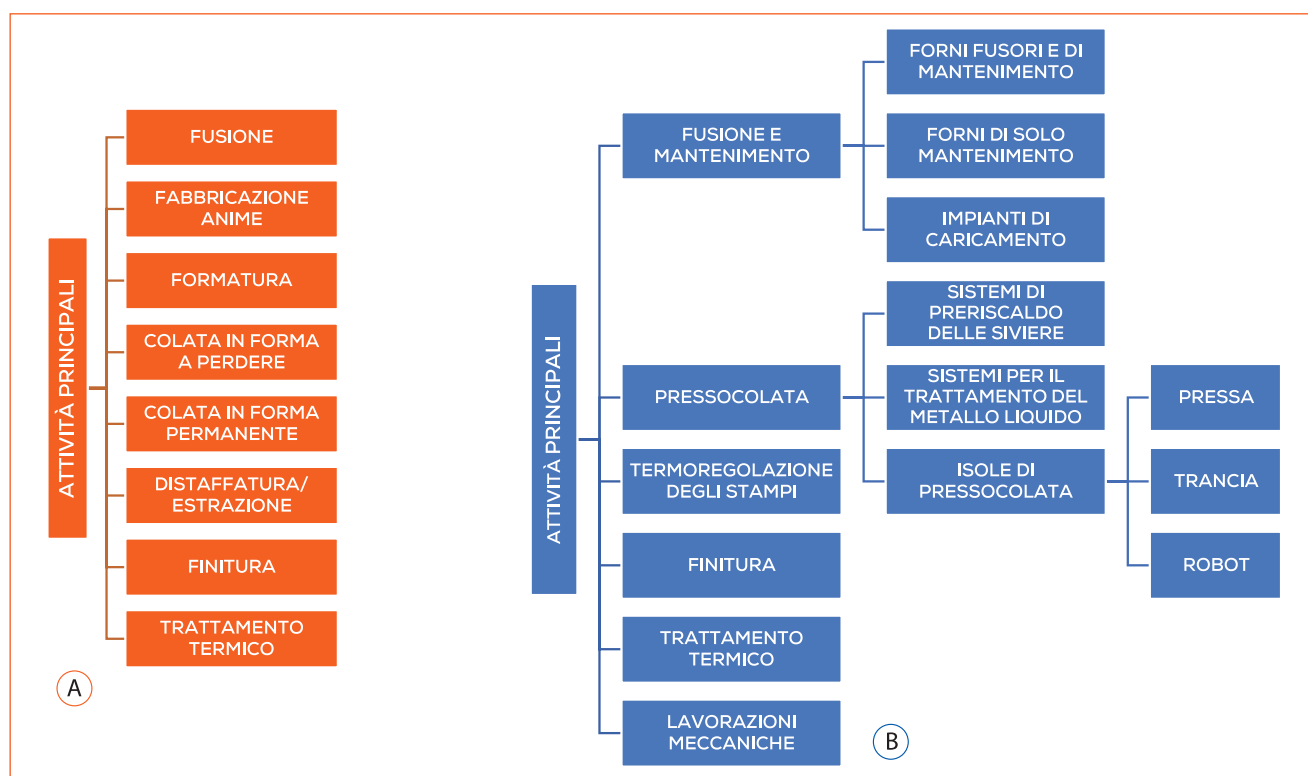 ATTIVITÀ PRINCIPALI
FUSIONE
FABBRICAZIONE
ANIME
FORMATURA
COLATA IN FORMA
A PERDERE
COLATA IN FORMA
PERMANENTE
DISTAFFATURA/
ESTRAZIONE
FINITURA
TRATTAMENTO
TERMICO
A
ATTIVITÀ PRINCIPALI
FUSIONE E
MANTENIMENTO
FORNI FUSORI E DI
MANTENIMENTO
FORNI DI SOLO
MANTENIMENTO
IMPIANTI DI
CARICAMENTO
PRESSOCOLATA
SISTEMI DI
PRERISCALDO
DELLE SIVIERE
SISTEMI PER IL
TRATTAMENTO DEL
METALLO LIQUIDO
ISOLE DI
PRESSOCOLATA
PRESSA
TRANCIA
ROBOT
TERMOREGOLAZIONE
DEGLI STAMPI
FINITURA
TRATTAMENTO
TERMICO
LAVORAZIONI
MECCANICHE
B